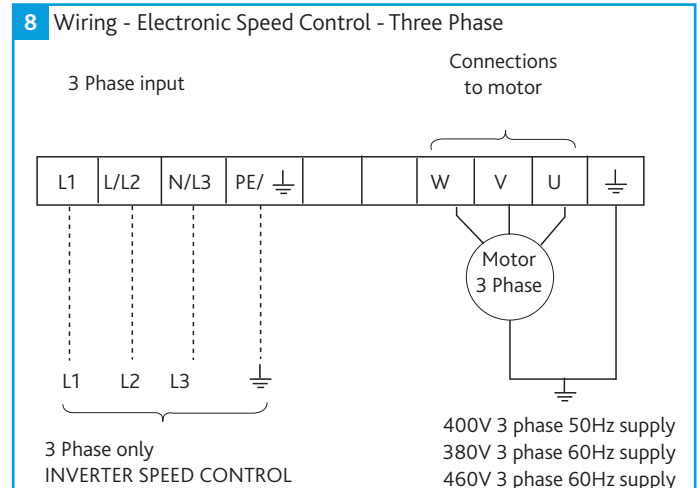 8 Wiring - Electronic Speed Control - Three Phase
3 Phase input
Connections
to motor
L1 L/L2 N/L3 PE/ W V U
Motor
3 Phase
L1 L2 L3
3 Phase only
INVERTER SPEED CONTROL
400V 3 phase 50Hz supply
380V 3 phase 60Hz supply
460V 3 phase 60Hz supply